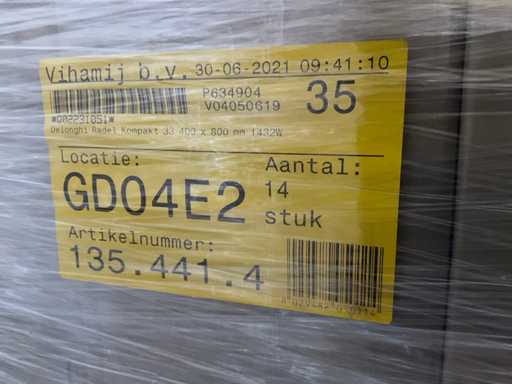 Vihamij b.v. 30-06-2021 09:41:10
P634904
V04050619
35
*D02231051*
Delonghi Radel Kompakt 33 400 x 800 mm 1432W
Locatie:
GD04E2
Aantal:
14
stuk
Artikelnummer:
135.441.4